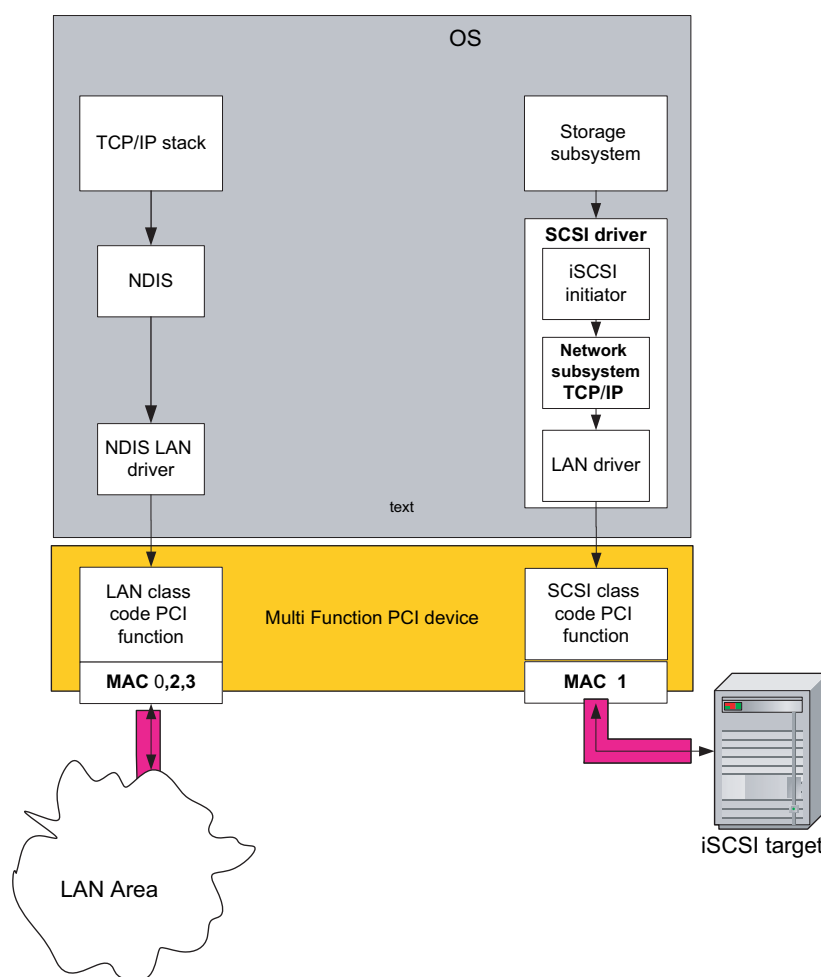 OS
TCP/IP stack
NDIS
NDIS LAN
driver
Storage
subsystem
SCSI driver
iSCSI
initiator
Network
subsystem
TCP/IP
LAN driver
text
LAN class
code PCI
function
MAC 0,2,3
Multi Function PCI device
SCSI class
code PCI
function
MAC 1
LAN Area
iSCSI target